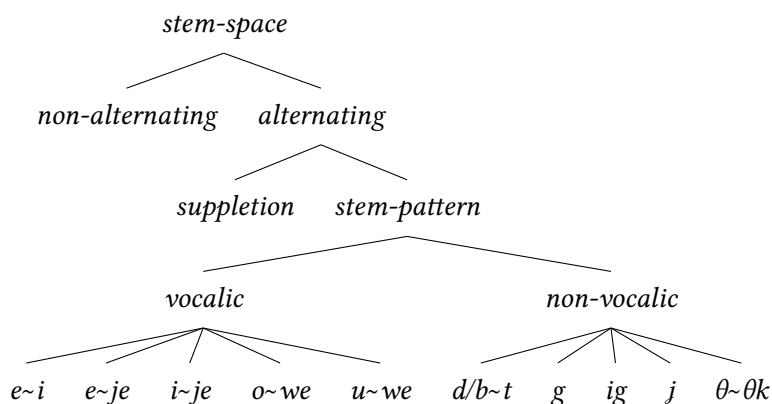 stem-space
non-alternating alternating
suppletion stem-pattern
vocalic non-vocalic
e~i e~je i~je o~we u~we d/b~t g ig ɟ θ~θk